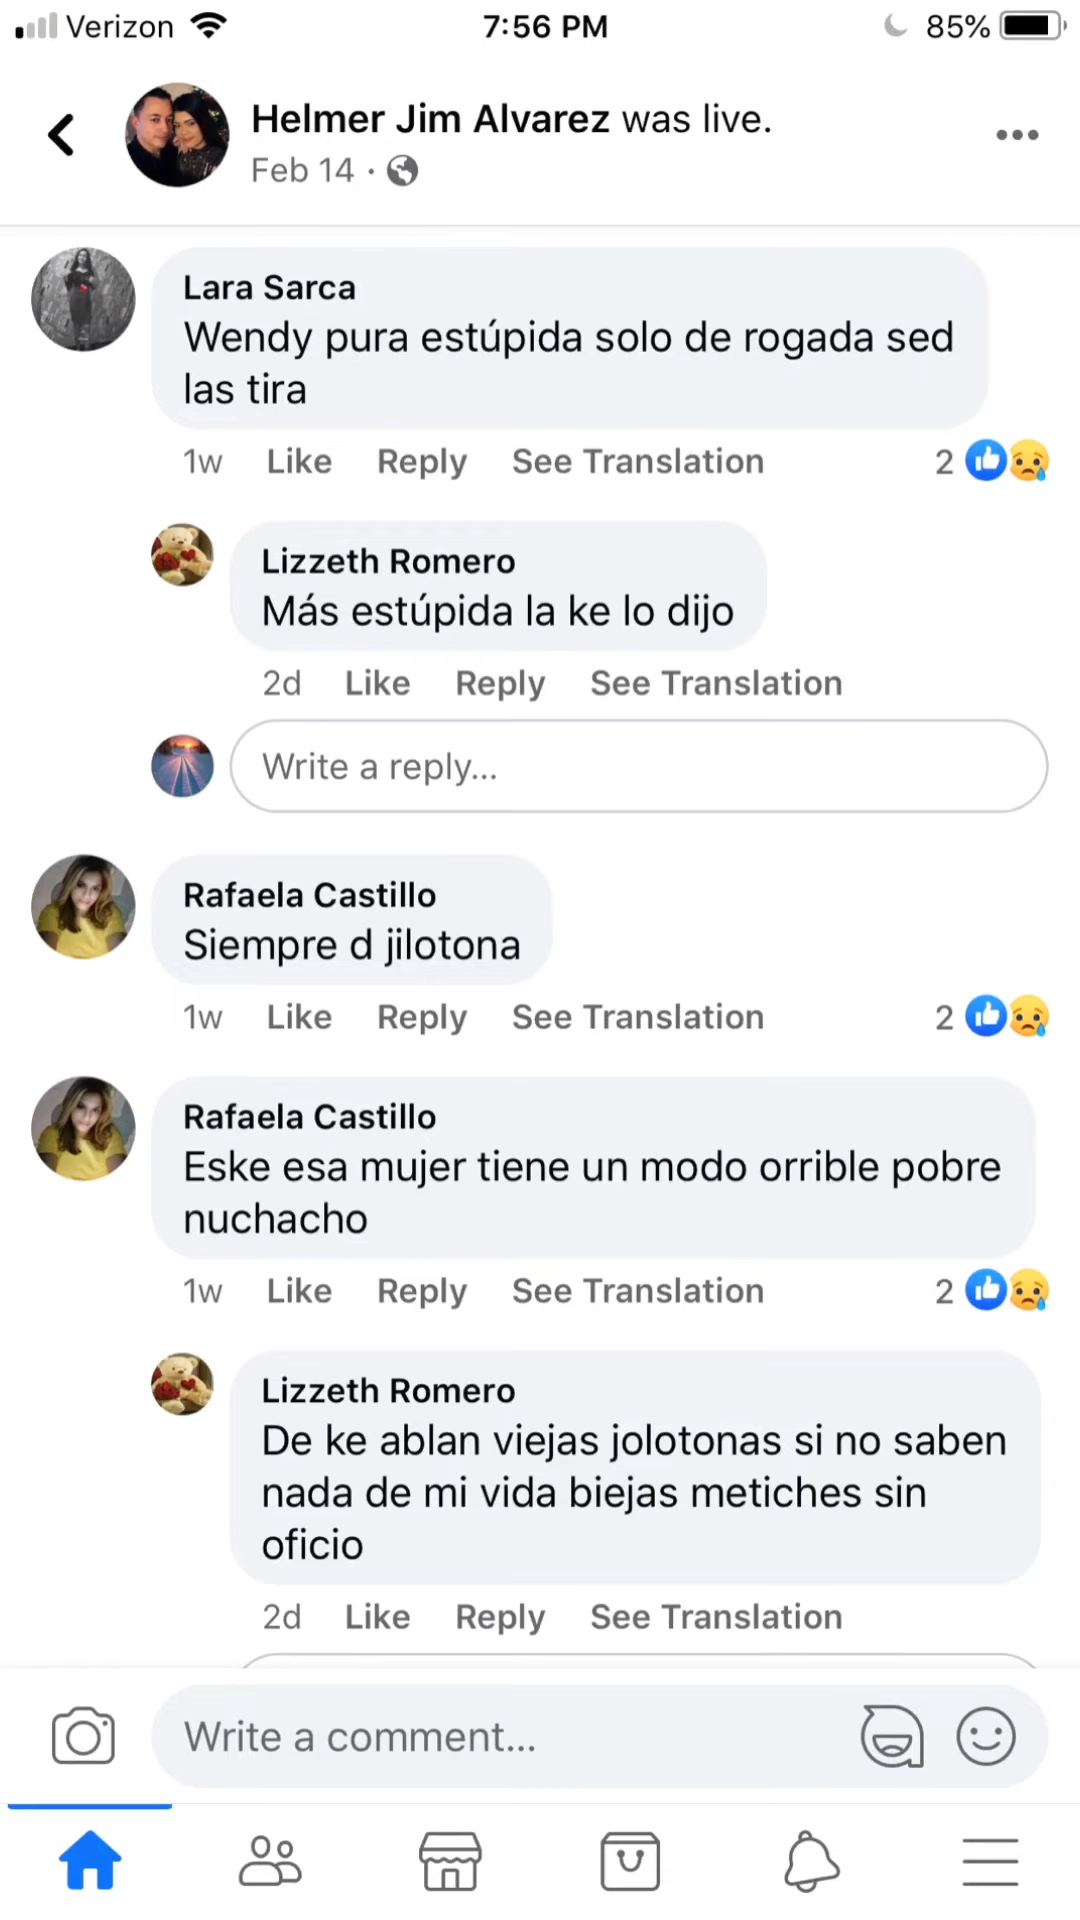 Verizon 7:56 PM 85%
Helmer Jim Alvarez was live.
Feb 14 ·
Lara Sarca
Wendy pura estúpida solo de rogada sed
las tira
1w Like Reply See Translation 2
Lizzeth Romero
Más estúpida la ke lo dijo
2d Like Reply See Translation
Write a reply...
Rafaela Castillo
Siempre d jilotona
1w Like Reply See Translation 2
Rafaela Castillo
Eske esa mujer tiene un modo orrible pobre
nuchacho
1w Like Reply See Translation 2
Lizzeth Romero
De ke ablan viejas jolotonas si no saben
nada de mi vida biejas metiches sin
oficio
2d Like Reply See Translation
Write a comment...